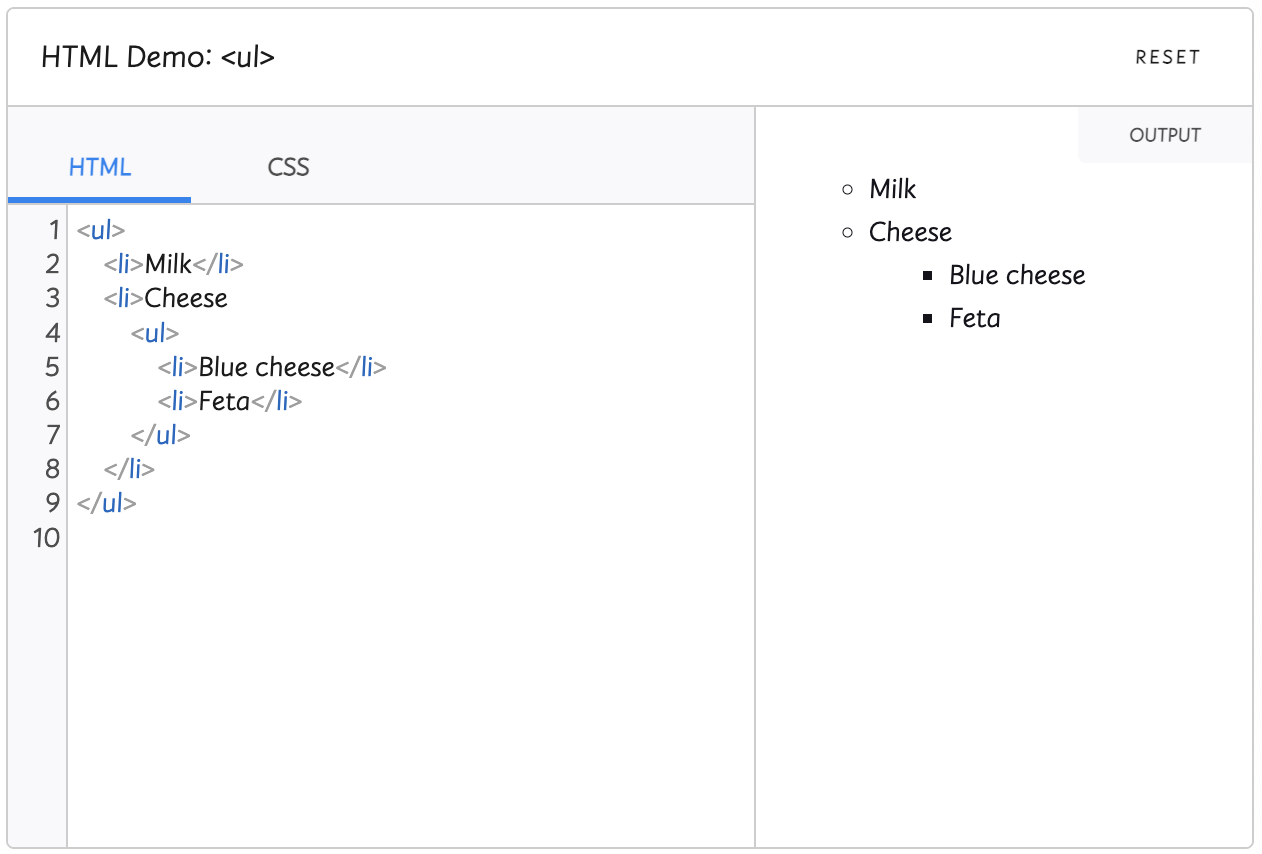 HTML Demo: <ul>
RESET
HTML
CSS
1 <ul>
2 <li>Milk</li>
3 <li>Cheese
4 <ul>
5 <li>Blue cheese</li>
6 <li>Feta</li>
7 </ul>
8 </li>
9 </ul>
10
OUTPUT
Milk
Cheese
Blue cheese
Feta